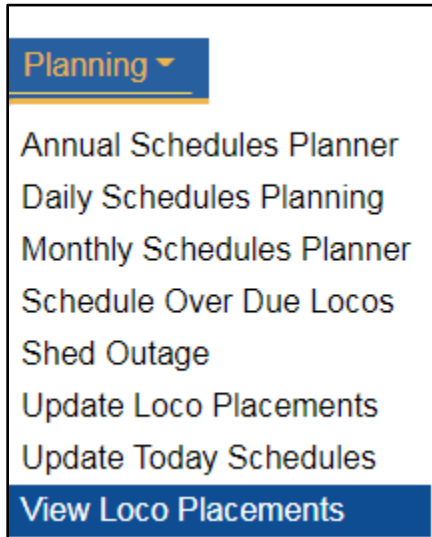 Planning
Annual Schedules Planner
Daily Schedules Planning
Monthly Schedules Planner
Schedule Over Due Locos
Shed Outage
Update Loco Placements
Update Today Schedules
View Loco Placements